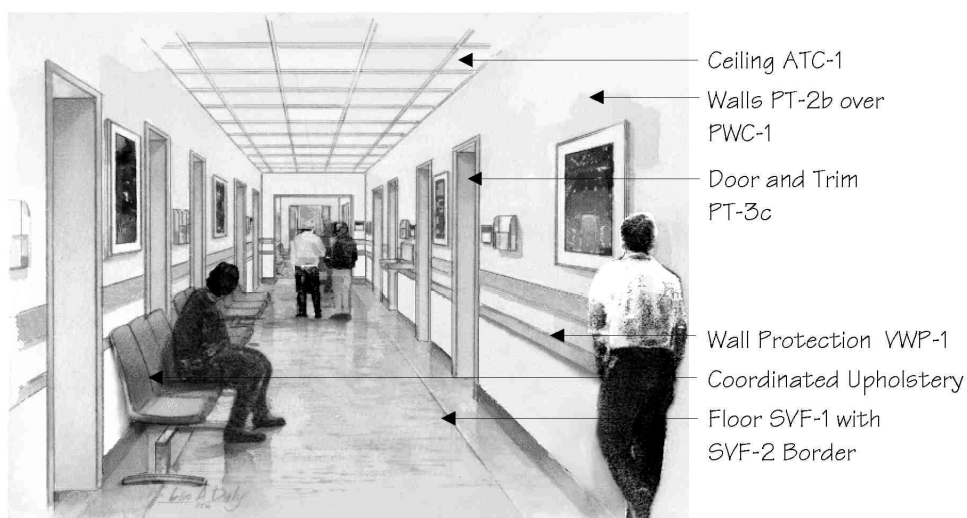 Ceiling ATC-1
Walls PT-2b over
PWC-1
Door and Trim
PT-3c
Wall Protection VWP-1
Coordinated Upholstery
Floor SVF-1 with
SVF-2 Border